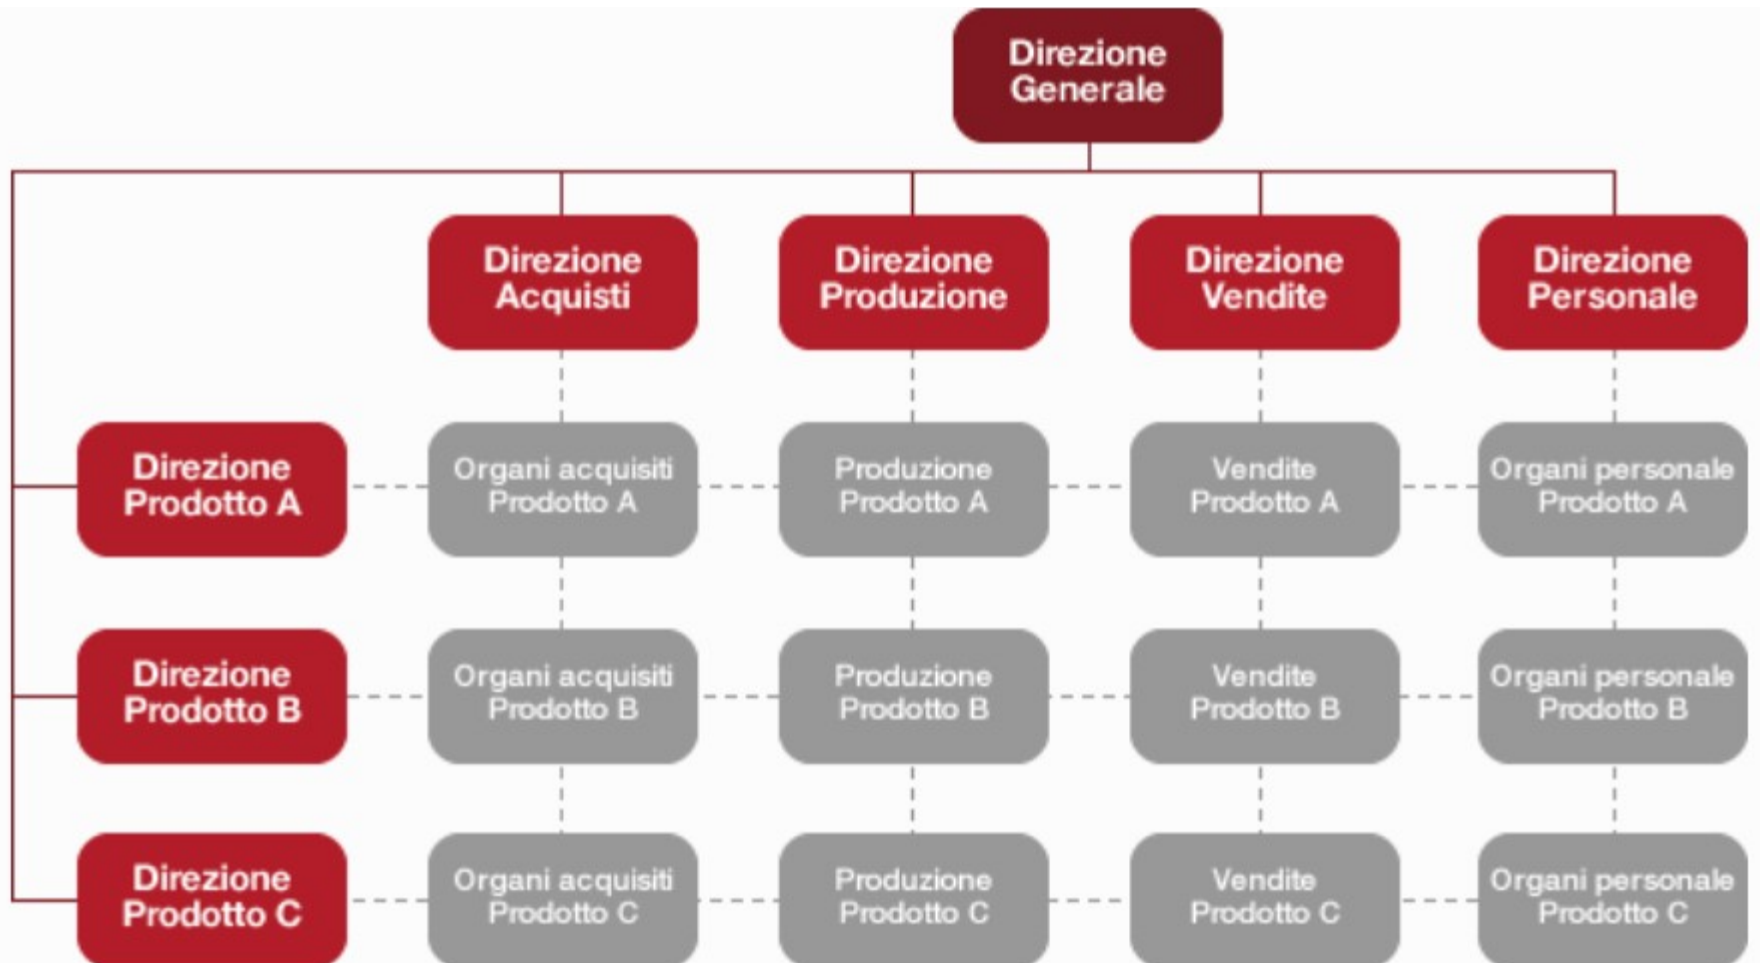 Direzione
Generale
Direzione
Acquisti
Direzione
Produzione
Direzione
Vendite
Direzione
Personale
Direzione
Prodotto A
Organi acquisiti
Prodotto A
Produzione
Prodotto A
Vendite
Prodotto A
Organi personale
Prodotto A
Direzione
Prodotto B
Organi acquisiti
Prodotto B
Produzione
Prodotto B
Vendite
Prodotto B
Organi personale
Prodotto B
Direzione
Prodotto C
Organi acquisiti
Prodotto C
Produzione
Prodotto C
Vendite
Prodotto C
Organi personale
Prodotto C